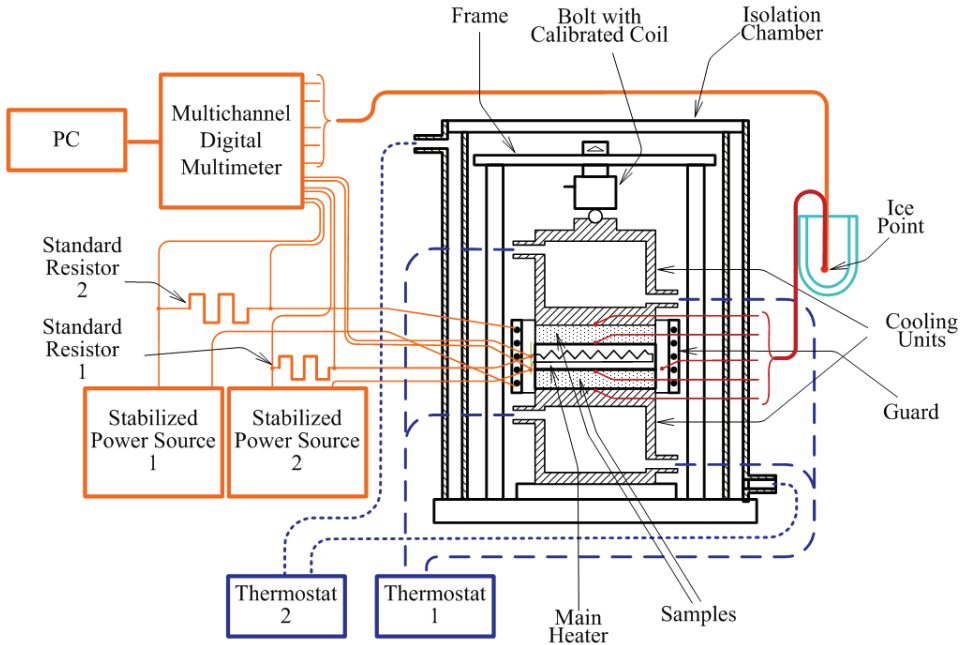 Frame
Bolt with
Calibrated Coil
Isolation
Chamber
PC
Multichannel
Digital
Multimeter
Ice
Point
Standard
Resistor
2
Standard
Resistor
1
Cooling
Units
Guard
Stabilized
Power Source
1
Stabilized
Power Source
2
Thermostat
2
Thermostat
1
Main
Heater
Samples